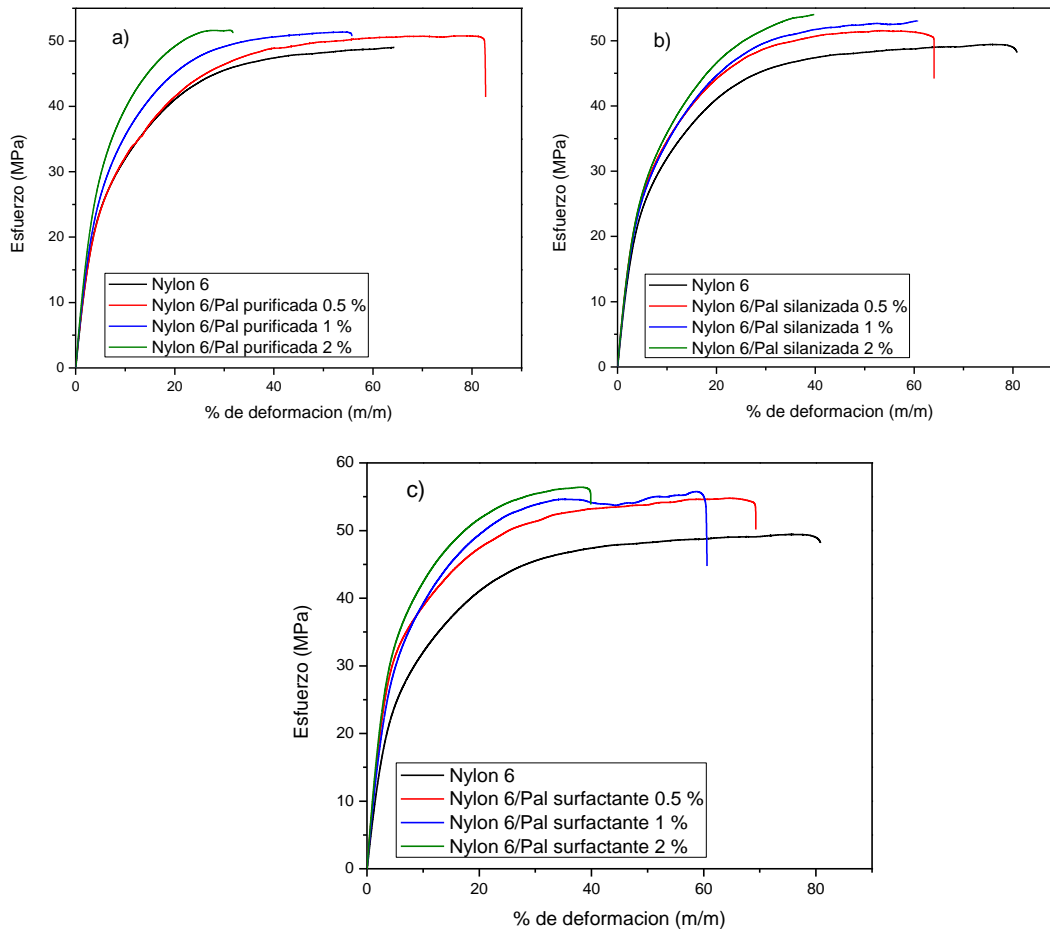 a)
Esfuerzo (MPa)
50
40
30
20
10
0
Nylon 6
Nylon 6/Pal purificada 0.5 %
Nylon 6/Pal purificada 1 %
Nylon 6/Pal purificada 2 %
0 20 40 60 80
% de deformacion (m/m)
b)
Esfuerzo (MPa)
50
40
30
20
10
0
Nylon 6
Nylon 6/Pal silanizada 0.5 %
Nylon 6/Pal silanizada 1 %
Nylon 6/Pal silanizada 2 %
0 20 40 60 80
% de deformacion (m/m)
c)
Esfuerzo (MPa)
60
50
40
30
20
10
0
Nylon 6
Nylon 6/Pal surfactante 0.5 %
Nylon 6/Pal surfactante 1 %
Nylon 6/Pal surfactante 2 %
0 20 40 60 80
% de deformacion (m/m)